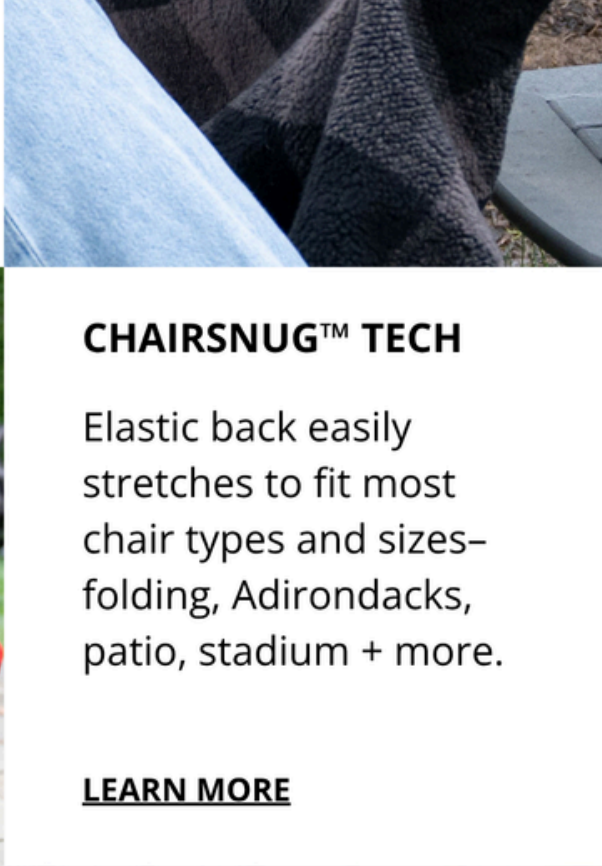 CHAIRSNUG™ TECH
Elastic back easily
stretches to fit most
chair types and sizes–
folding, Adirondacks,
patio, stadium + more.
LEARN MORE